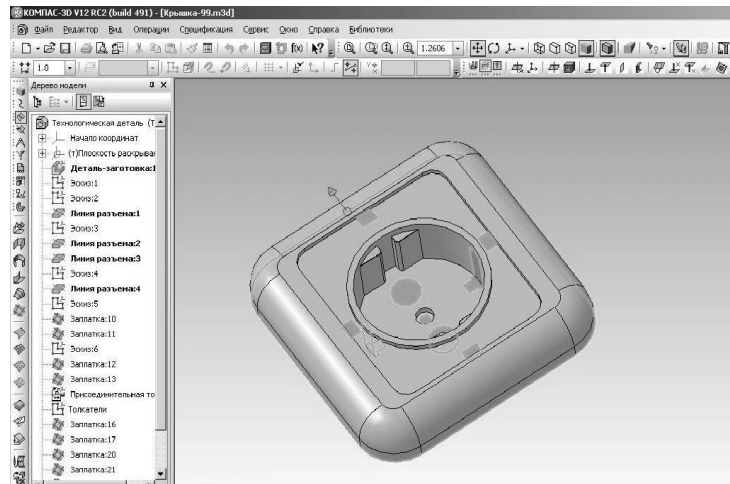 КОМПАС-3D V12 RC2 (build 491) - [Крышка-99.m3d]
Файл Редактор Вид Операции Спецификация Сервис Окно Справка Библиотеки
1.2606
1.0
Дерево модели
Технологическая деталь (Т
Начало координат
(т)Плоскость раскрыва
Деталь-заготовка:1
Эскиз:1
Эскиз:2
Линия разъема:1
Эскиз:3
Линия разъема:2
Линия разъема:3
Эскиз:4
Линия разъема:4
Эскиз:5
Заплатка:10
Заплатка:11
Эскиз:6
Заплатка:12
Заплатка:13
Присоединительная то
Толкатели
Заплатка:16
Заплатка:17
Заплатка:20
Заплатка:21